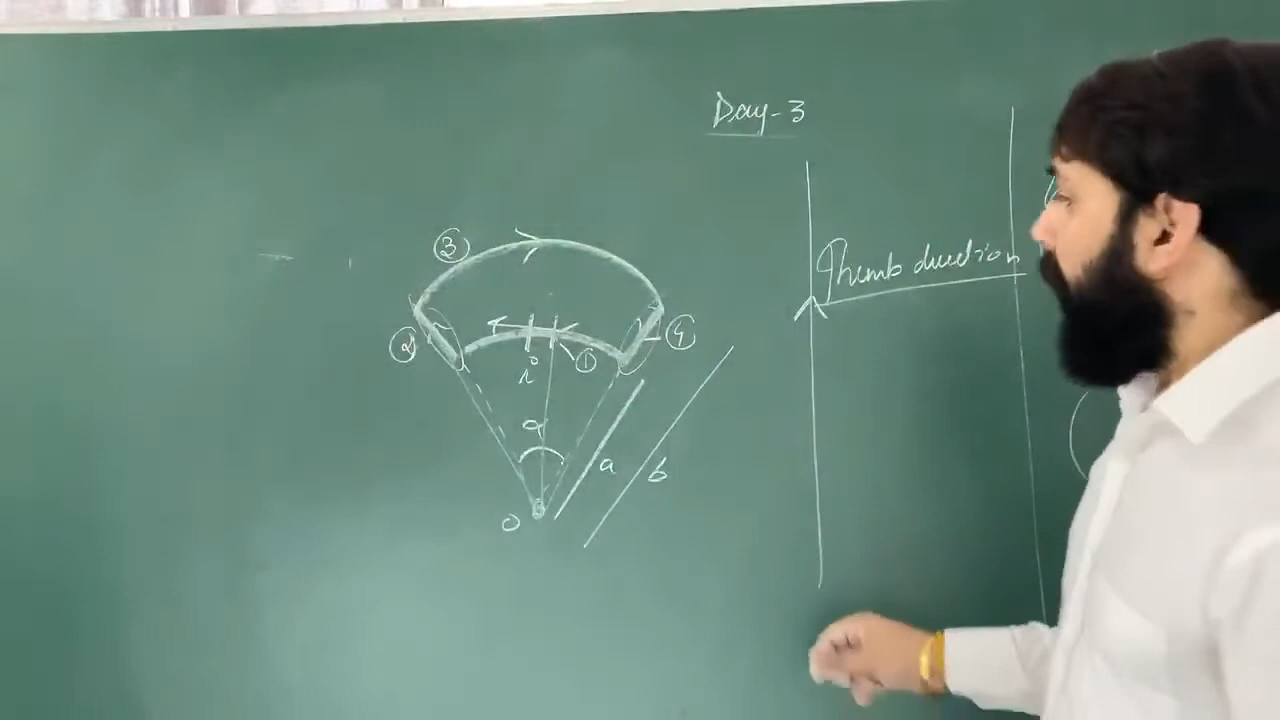 Day-3
③
Thumb direction
② ① ④
i
α
a b
O